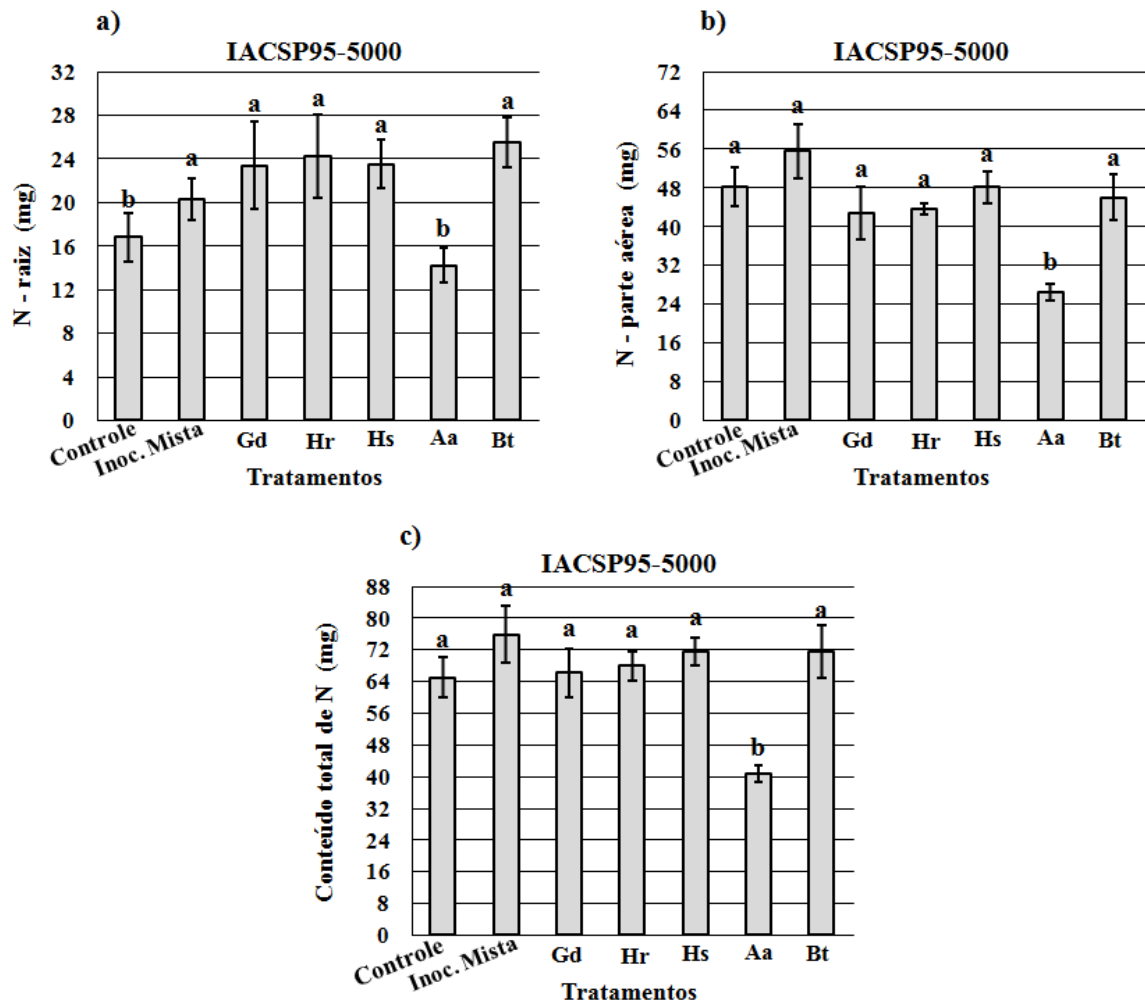 a)
IACSP95-5000
N - raiz (mg)
32
28
24
20
16
12
8
4
0
b
a
a
a
a
b
a
Controle
Inoc. Mista
Gd
Hr
Hs
Aa
Bt
Tratamentos
b)
IACSP95-5000
N - parte aérea (mg)
72
64
56
48
40
32
24
16
8
0
a
a
a
a
a
b
a
Controle
Inoc. Mista
Gd
Hr
Hs
Aa
Bt
Tratamentos
c)
IACSP95-5000
Conteúdo total de N (mg)
88
80
72
64
56
48
40
32
24
16
8
0
a
a
a
a
a
b
a
Controle
Inoc. Mista
Gd
Hr
Hs
Aa
Bt
Tratamentos